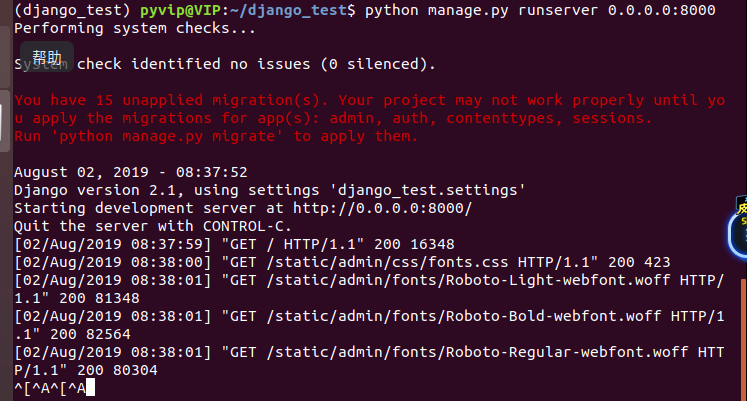 (django_test) pyvip@VIP:~/django_test$ python manage.py runserver 0.0.0.0:8000
Performing system checks...
帮助
System check identified no issues (0 silenced).
You have 15 unapplied migration(s). Your project may not work properly until yo
u apply the migrations for app(s): admin, auth, contenttypes, sessions.
Run 'python manage.py migrate' to apply them.
August 02, 2019 - 08:37:52
Django version 2.1, using settings 'django_test.settings'
Starting development server at http://0.0.0.0:8000/
Quit the server with CONTROL-C.
[02/Aug/2019 08:37:59] "GET / HTTP/1.1" 200 16348
[02/Aug/2019 08:38:00] "GET /static/admin/css/fonts.css HTTP/1.1" 200 423
[02/Aug/2019 08:38:01] "GET /static/admin/fonts/Roboto-Light-webfont.woff HTTP/
1.1" 200 81348
[02/Aug/2019 08:38:01] "GET /static/admin/fonts/Roboto-Bold-webfont.woff HTTP/1
.1" 200 82564
[02/Aug/2019 08:38:01] "GET /static/admin/fonts/Roboto-Regular-webfont.woff HTT
P/1.1" 200 80304
^[^A^[^A